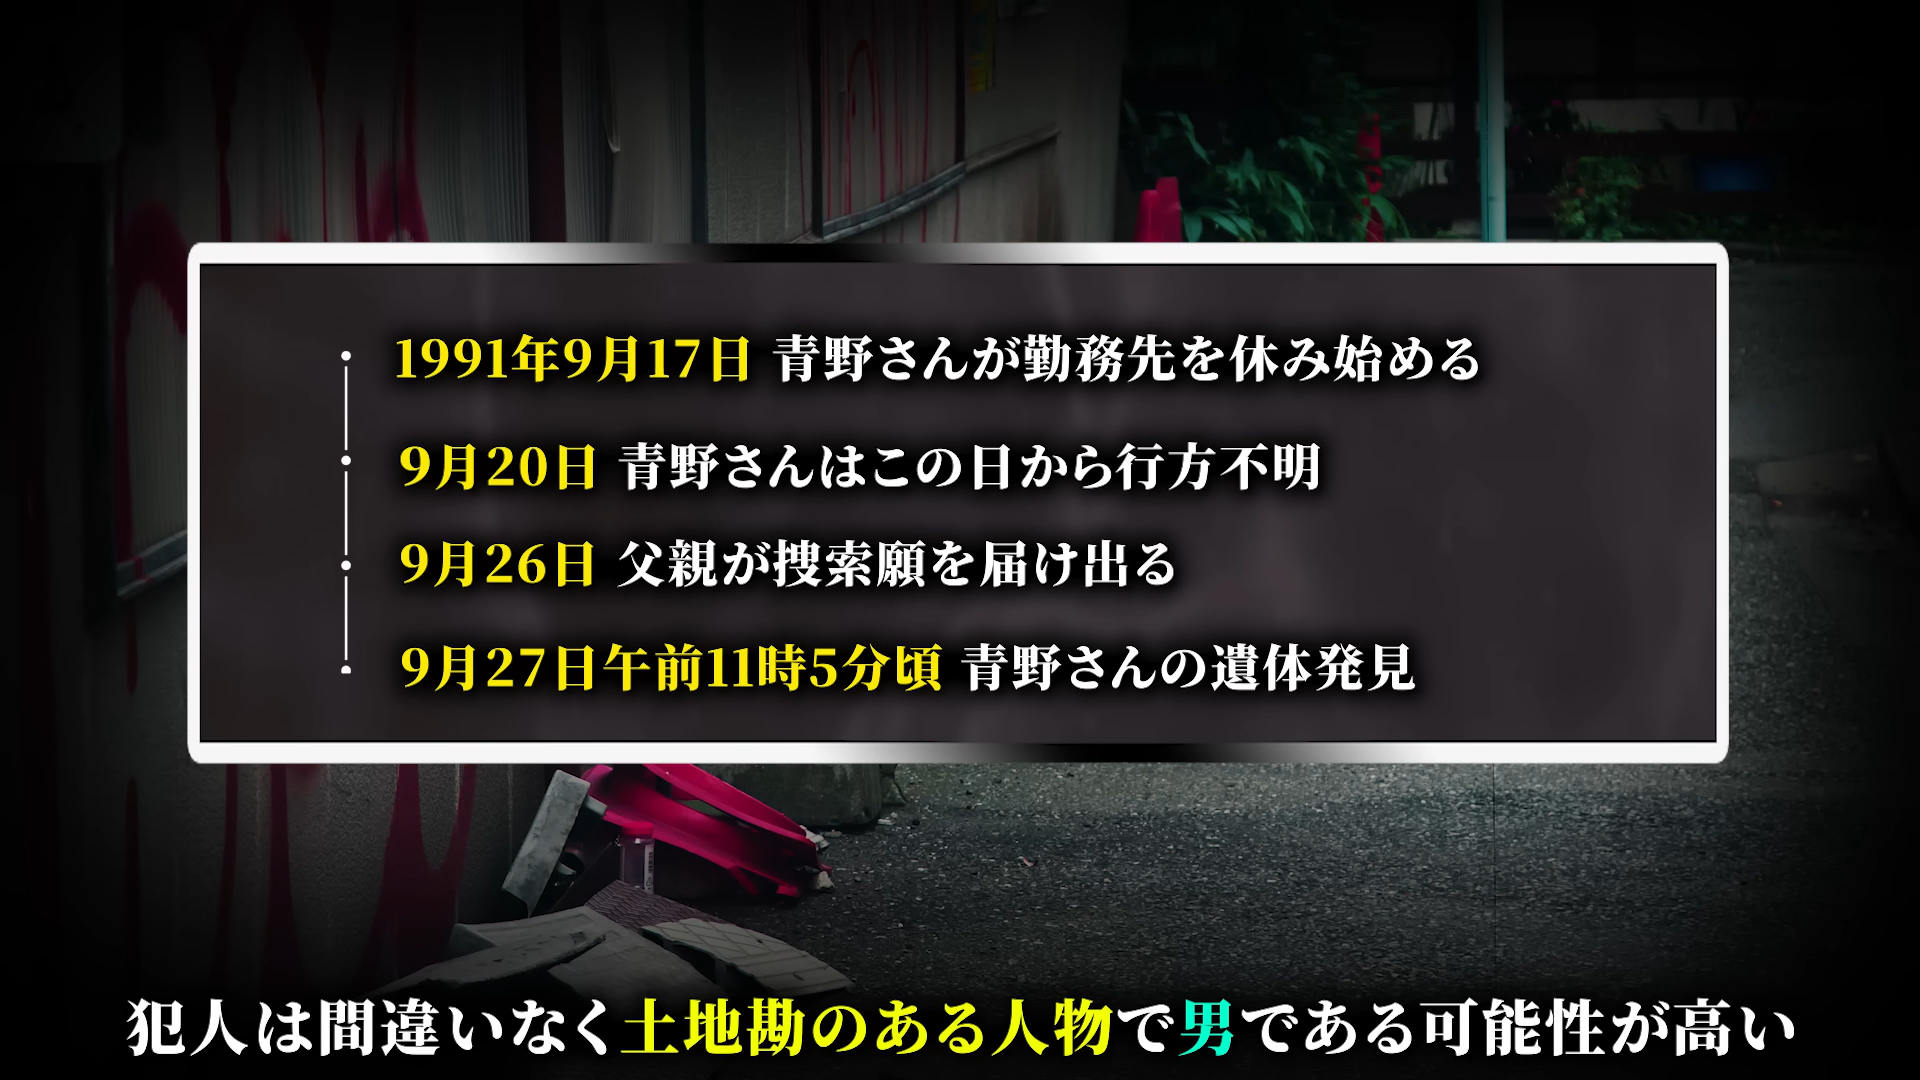 1991年9月17日 青野さんが勤務先を休み始める
9月20日 青野さんはこの日から行方不明
9月26日 父親が捜索願を届け出る
9月27日午前11時5分頃 青野さんの遺体発見
犯人は間違いなく土地勘のある人物で男である可能性が高い